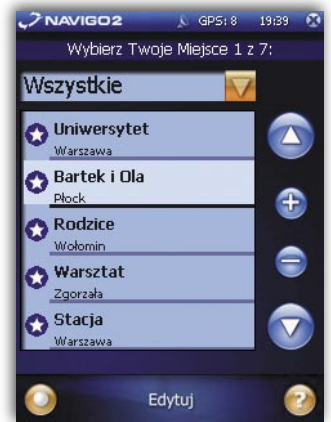 NAVIGO2 GPS: 8 19:39
Wybierz Twoje Miejsce 1 z 7:
Wszystkie
Uniwersytet
Warszawa
Bartek i Ola
Płock
Rodzice
Wołomin
Warsztat
Zgorzała
Stacja
Warszawa
Edytuj
?